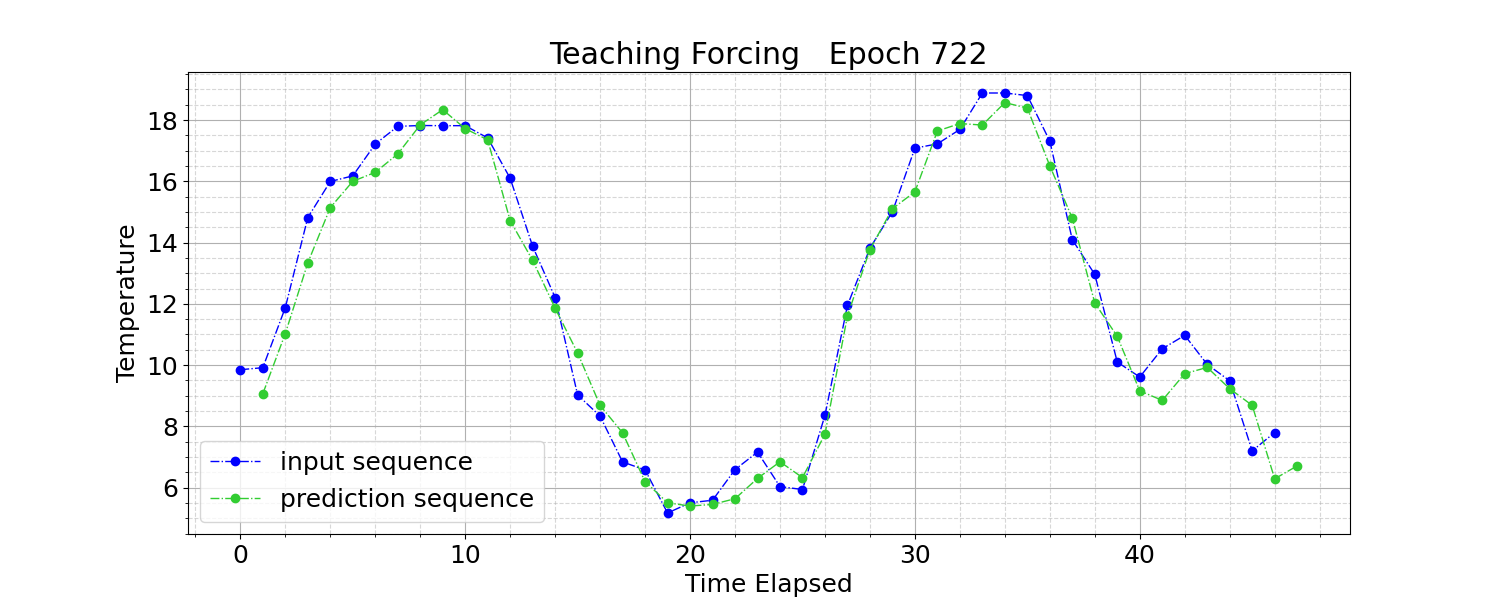 Teaching Forcing   Epoch 722
Temperature
18
16
14
12
10
8
6
input sequence
prediction sequence
0 10 20 30 40
Time Elapsed